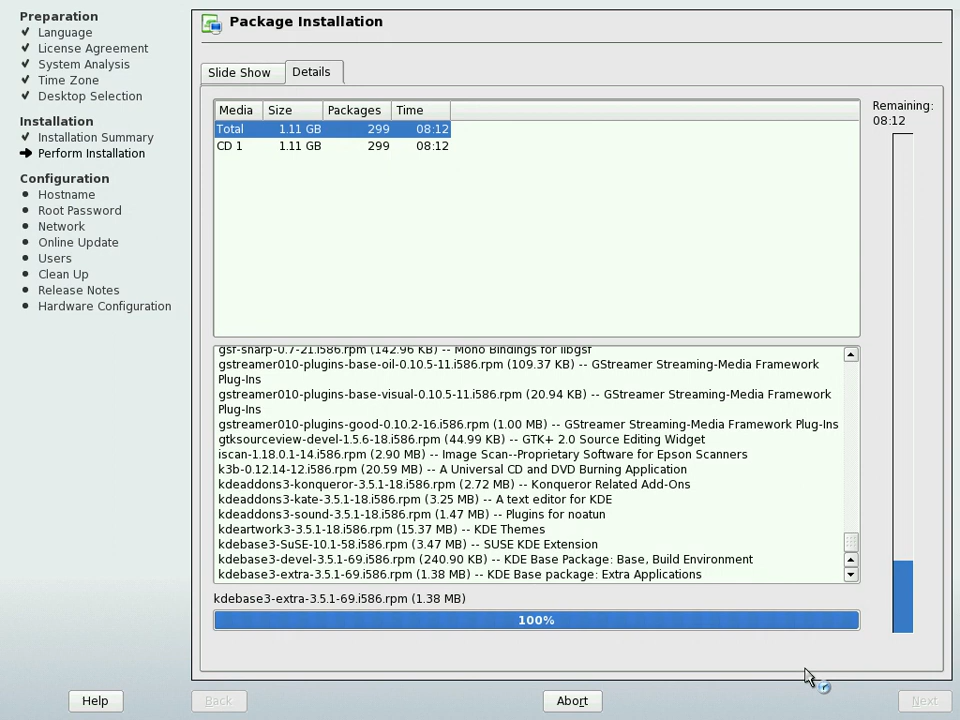 Preparation
Language
License Agreement
System Analysis
Time Zone
Desktop Selection
Installation
Installation Summary
Perform Installation
Configuration
Hostname
Root Password
Network
Online Update
Users
Clean Up
Release Notes
Hardware Configuration
Package Installation
Slide Show Details
Media Size Packages Time
Total 1.11 GB 299 08:12
CD 1 1.11 GB 299 08:12
Remaining:
08:12
gsf-sharp-0.7-21.i586.rpm (142.96 KB) -- Mono Bindings for libgsf
gstreamer010-plugins-base-oil-0.10.5-11.i586.rpm (109.37 KB) -- GStreamer Streaming-Media Framework
Plug-Ins
gstreamer010-plugins-base-visual-0.10.5-11.i586.rpm (20.94 KB) -- GStreamer Streaming-Media Framework
Plug-Ins
gstreamer010-plugins-good-0.10.2-16.i586.rpm (1.00 MB) -- GStreamer Streaming-Media Framework Plug-Ins
gtksourceview-devel-1.5.6-18.i586.rpm (44.99 KB) -- GTK+ 2.0 Source Editing Widget
iscan-1.18.0.1-14.i586.rpm (2.90 MB) -- Image Scan--Proprietary Software for Epson Scanners
k3b-0.12.14-12.i586.rpm (20.59 MB) -- A Universal CD and DVD Burning Application
kdeaddons3-konqueror-3.5.1-18.i586.rpm (2.72 MB) -- Konqueror Related Add-Ons
kdeaddons3-kate-3.5.1-18.i586.rpm (3.25 MB) -- A text editor for KDE
kdeaddons3-sound-3.5.1-18.i586.rpm (1.47 MB) -- Plugins for noatun
kdeartwork3-3.5.1-18.i586.rpm (15.37 MB) -- KDE Themes
kdebase3-SuSE-10.1-58.i586.rpm (3.47 MB) -- SUSE KDE Extension
kdebase3-devel-3.5.1-69.i586.rpm (240.90 KB) -- KDE Base Package: Base, Build Environment
kdebase3-extra-3.5.1-69.i586.rpm (1.38 MB) -- KDE Base package: Extra Applications
kdebase3-extra-3.5.1-69.i586.rpm (1.38 MB)
100%
Help Back Abort Next